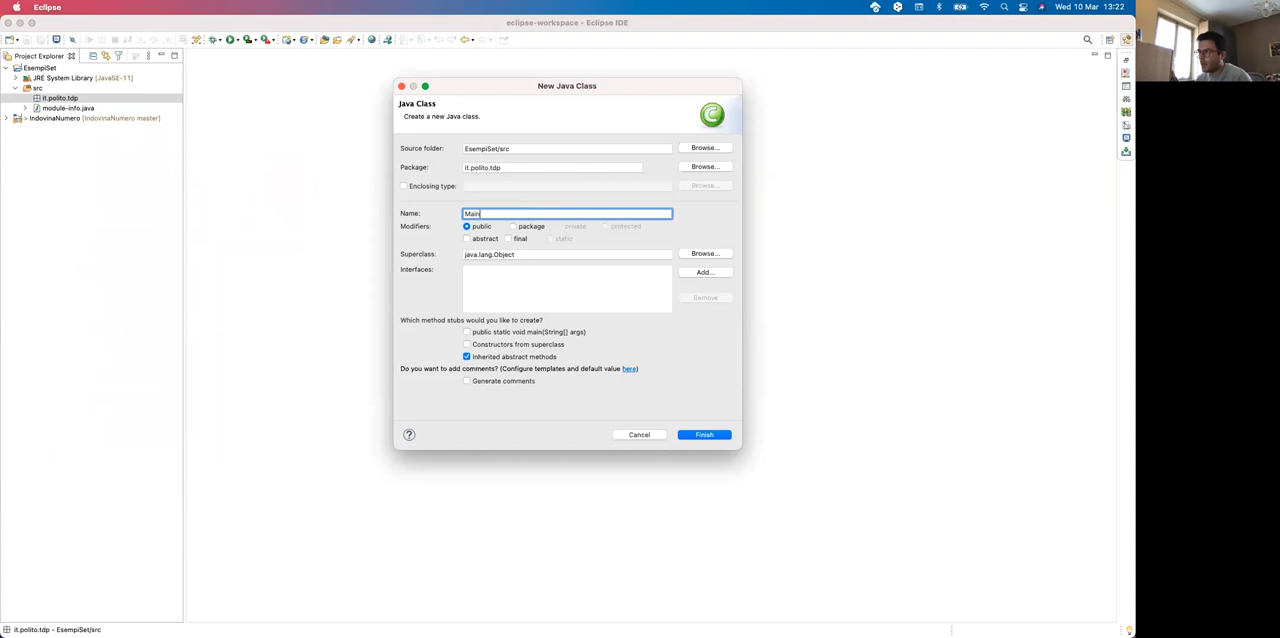 Eclipse
Wed 10 Mar 13:22
eclipse-workspace - Eclipse IDE
Project Explorer
EsempiSet
JRE System Library [JavaSE-11]
src
it.polito.tdp
module-info.java
> IndovinaNumero [IndovinaNumero master]
New Java Class
Java Class
Create a new Java class.
C
Source folder: EsempiSet/src Browse...
Package: it.polito.tdp Browse...
Enclosing type: Browse...
Name: Main
Modifiers: public package private protected
abstract final static
Superclass: java.lang.Object Browse...
Interfaces: Add...
Remove
Which method stubs would you like to create?
public static void main(String[] args)
Constructors from superclass
Inherited abstract methods
Do you want to add comments? (Configure templates and default value here)
Generate comments
? Cancel Finish
it.polito.tdp - EsempiSet/src